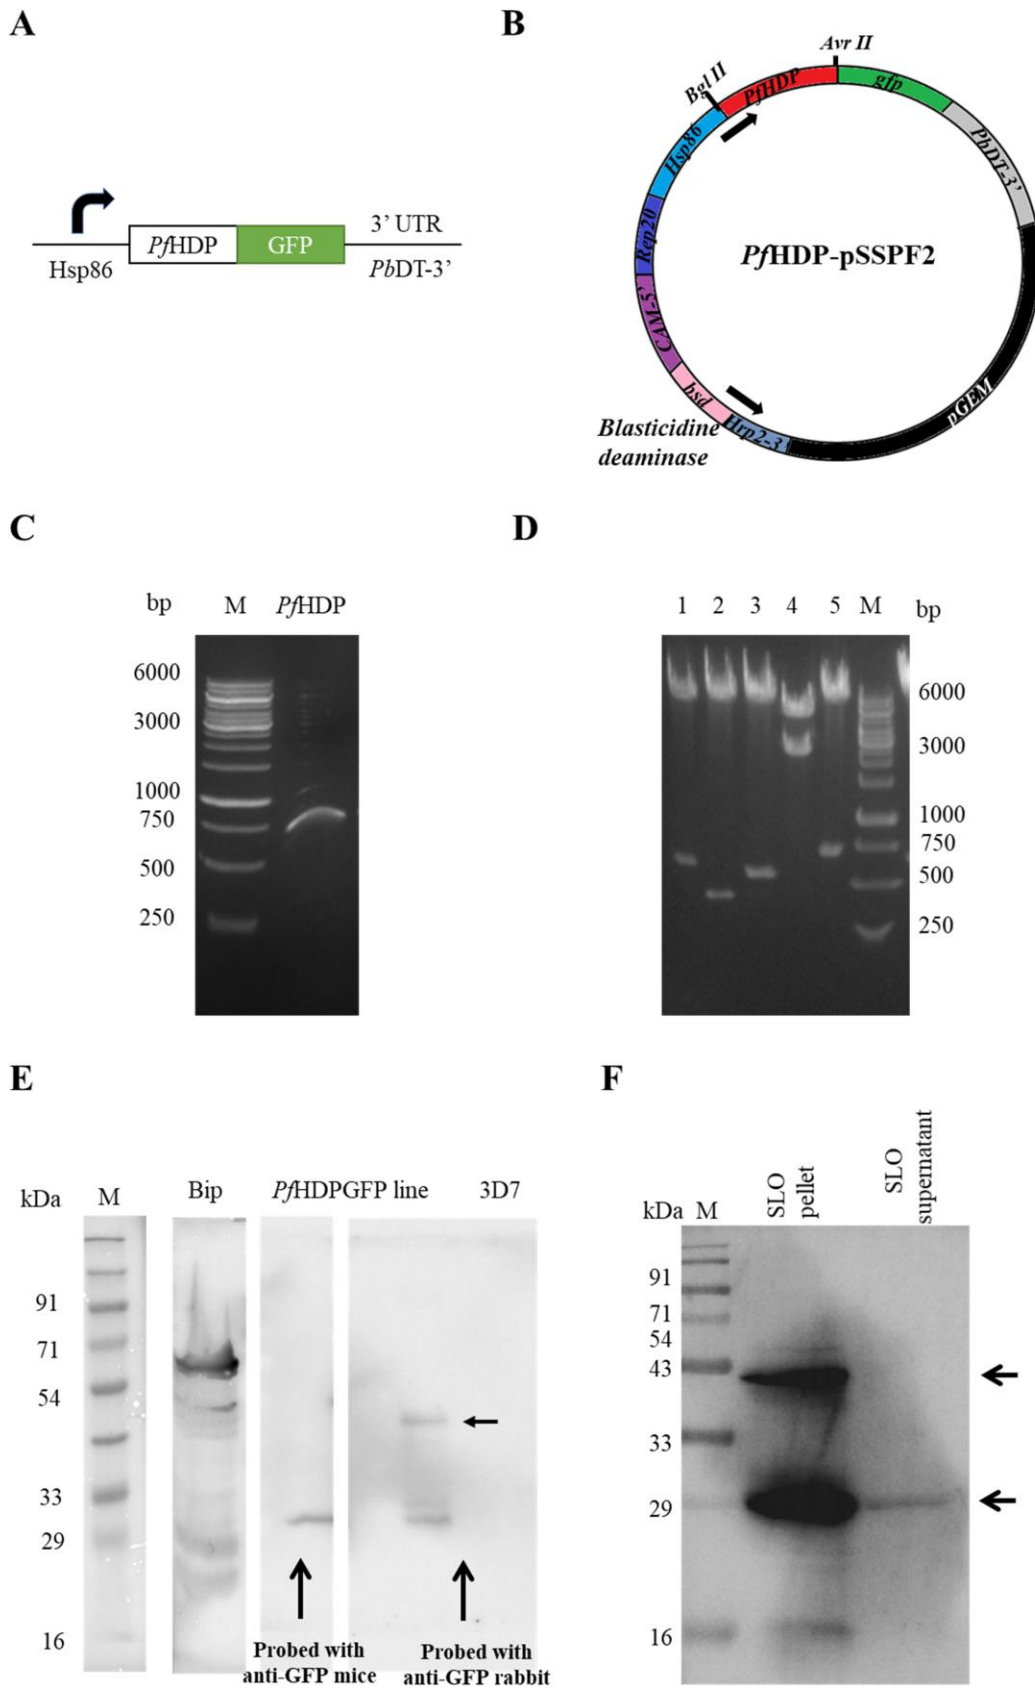 A
Hsp86
PfHDP
GFP
3’ UTR
PbDT-3’
B
Bgl II
PfHDP
Avr II
gfp
PbDT-3’
pGEM
Hrp2-3’
bsd
CAM-5’
Rep20
Hsp86
PfHDP-pSSPF2
Blasticidine
deaminase
C
bp
M
PfHDP
6000
3000
1000
750
500
250
D
1 2 3 4 5 M bp
6000
3000
1000
750
500
250
E
kDa
M
Bip
PfHDPGFP line
3D7
91
71
54
33
29
16
Probed with
anti-GFP mice
Probed with
anti-GFP rabbit
F
kDa M
SLO
pellet
SLO
supernatant
91
71
54
43
33
29
16